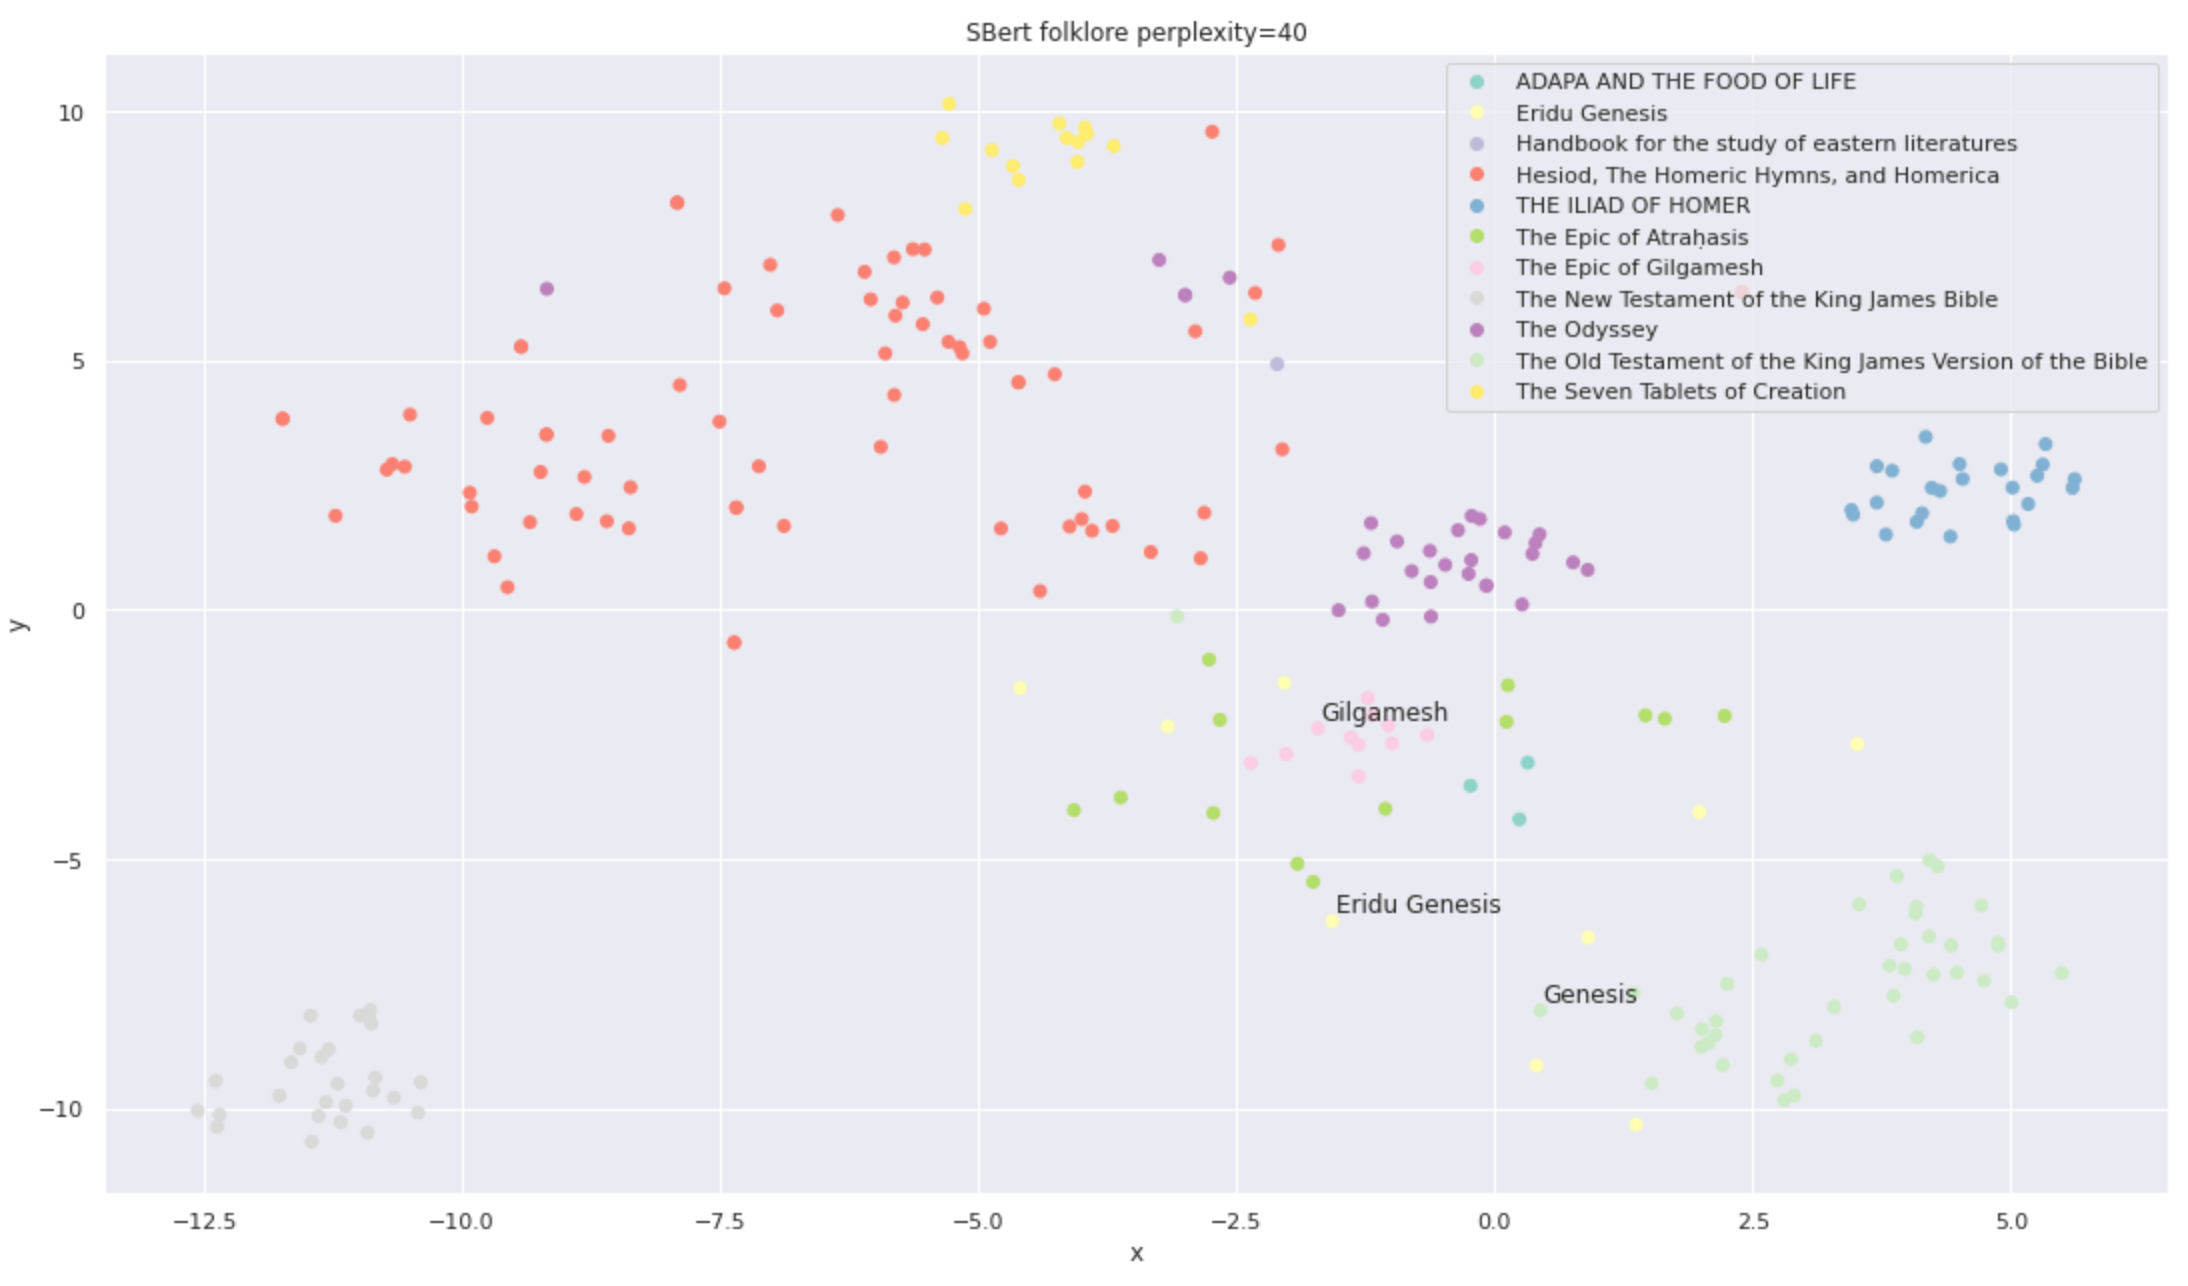 SBert folklore perplexity=40
ADAPA AND THE FOOD OF LIFE
Eridu Genesis
Handbook for the study of eastern literatures
Hesiod, The Homeric Hymns, and Homerica
THE ILIAD OF HOMER
The Epic of Atraḥasis
The Epic of Gilgamesh
The New Testament of the King James Bible
The Odyssey
The Old Testament of the King James Version of the Bible
The Seven Tablets of Creation
10
5
0
−5
−10
y
Gilgamesh
Eridu Genesis
Genesis
−12.5
−10.0
−7.5
−5.0
−2.5
0.0
2.5
5.0
x